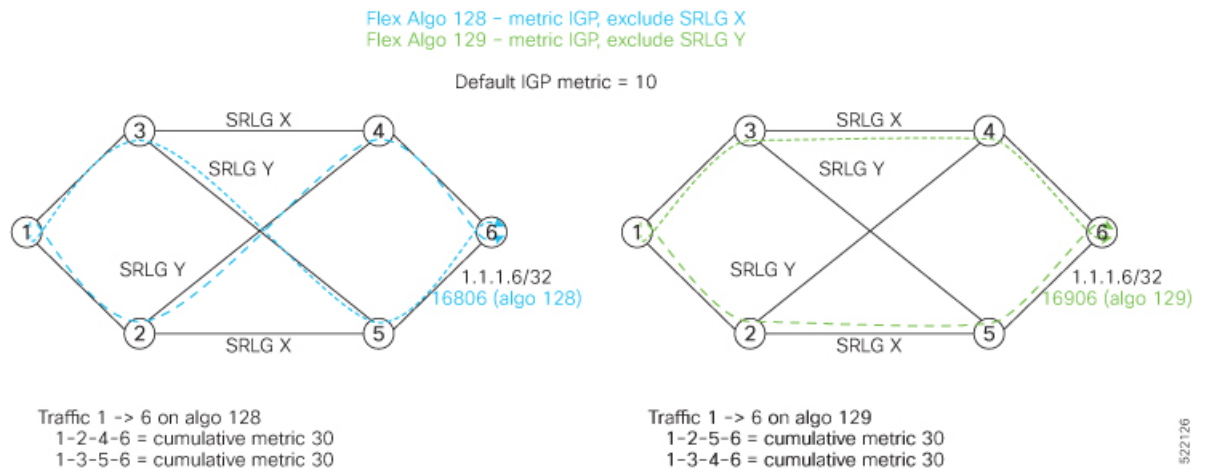 Flex Algo 128 – metric IGP, exclude SRLG X
Flex Algo 129 – metric IGP, exclude SRLG Y
Default IGP metric = 10
3
SRLG X
4
SRLG Y
1
6
SRLG Y
1.1.1.6/32
16806 (algo 128)
2
5
SRLG X
Traffic 1 -> 6 on algo 128
1-2-4-6 = cumulative metric 30
1-3-5-6 = cumulative metric 30
3
SRLG X
4
SRLG Y
1
6
SRLG Y
1.1.1.6/32
16906 (algo 129)
2
5
SRLG X
Traffic 1 -> 6 on algo 129
1-2-5-6 = cumulative metric 30
1-3-4-6 = cumulative metric 30
522126